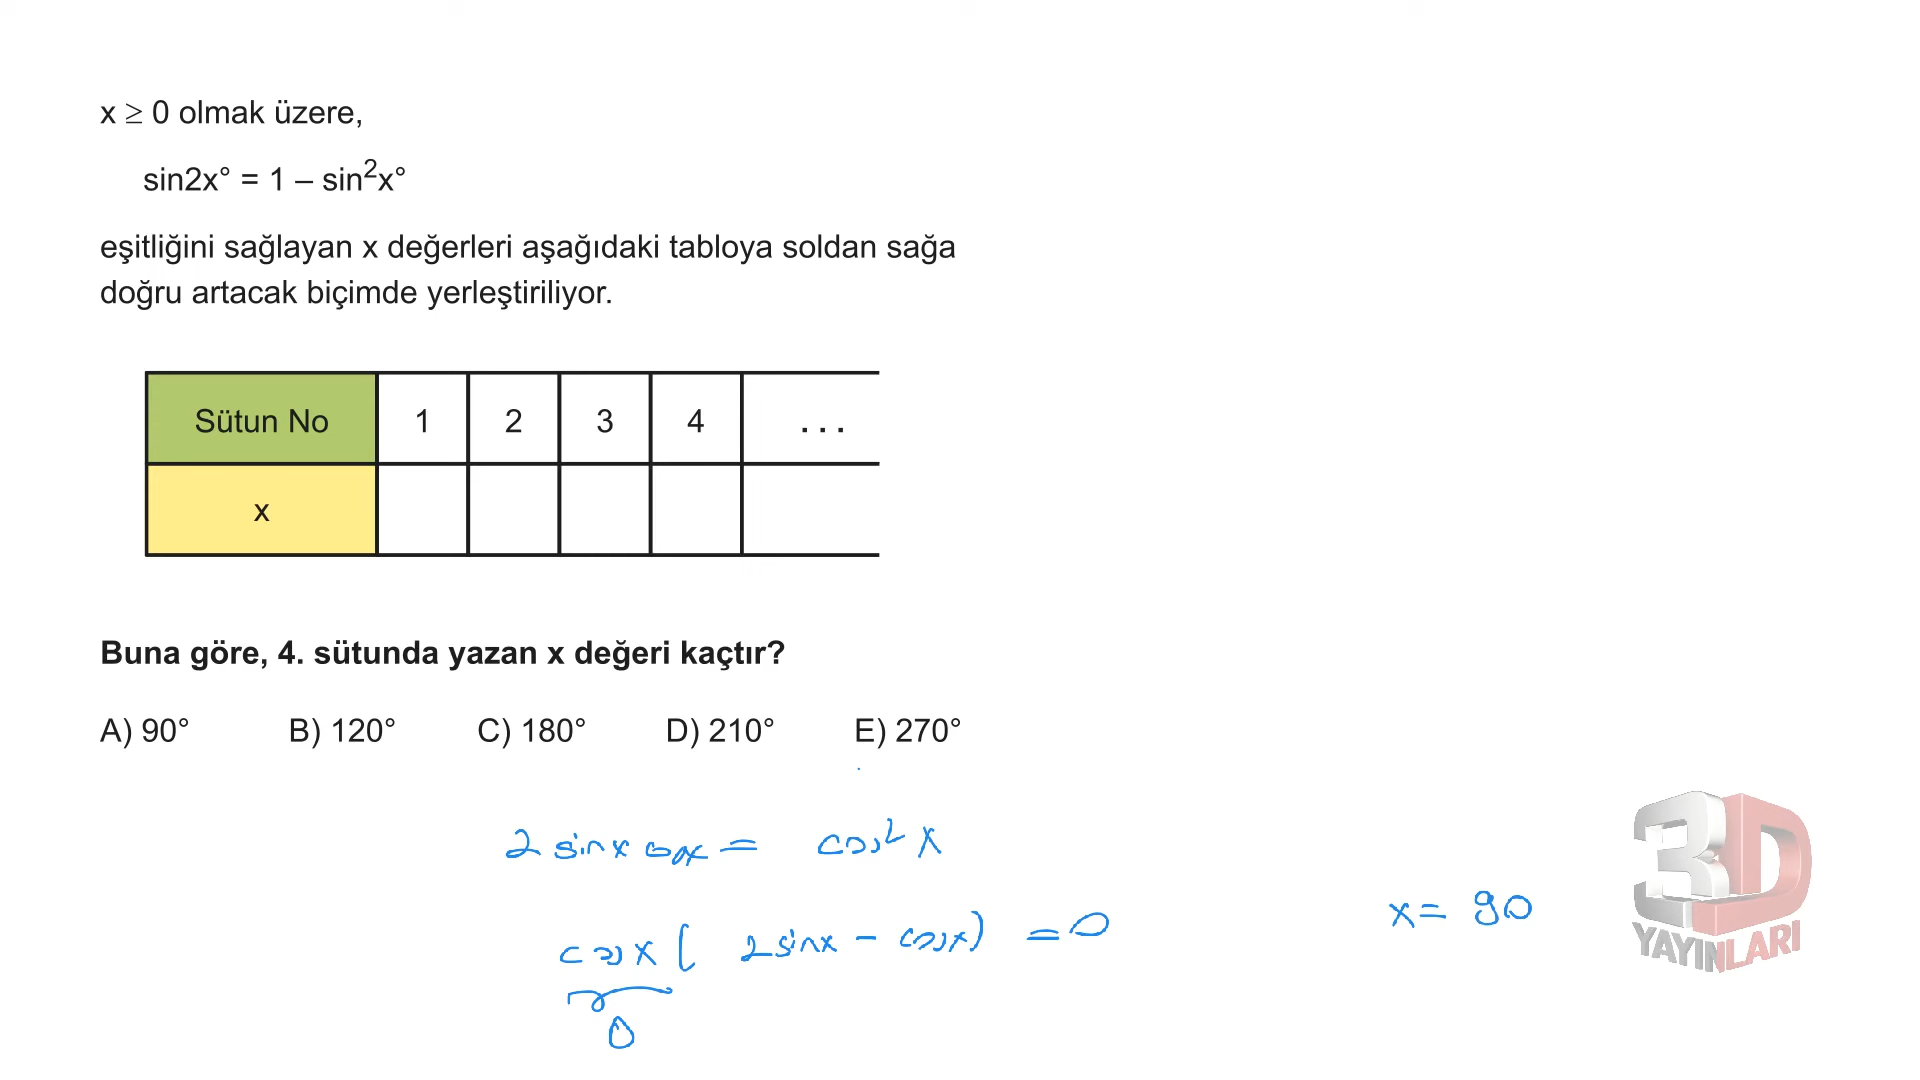 x ≥ 0 olmak üzere,
sin2x° = 1 – sin²x°
eşitliğini sağlayan x değerleri aşağıdaki tabloya soldan sağa
doğru artacak biçimde yerleştiriliyor.
Sütun No 1 2 3 4 ...
x
Buna göre, 4. sütunda yazan x değeri kaçtır?
A) 90° B) 120° C) 180° D) 210° E) 270°
2 sinx cosx = cos² x
cosx ( 2sinx - cosx) = 0
0
x = 90
3D
YAYINLARI